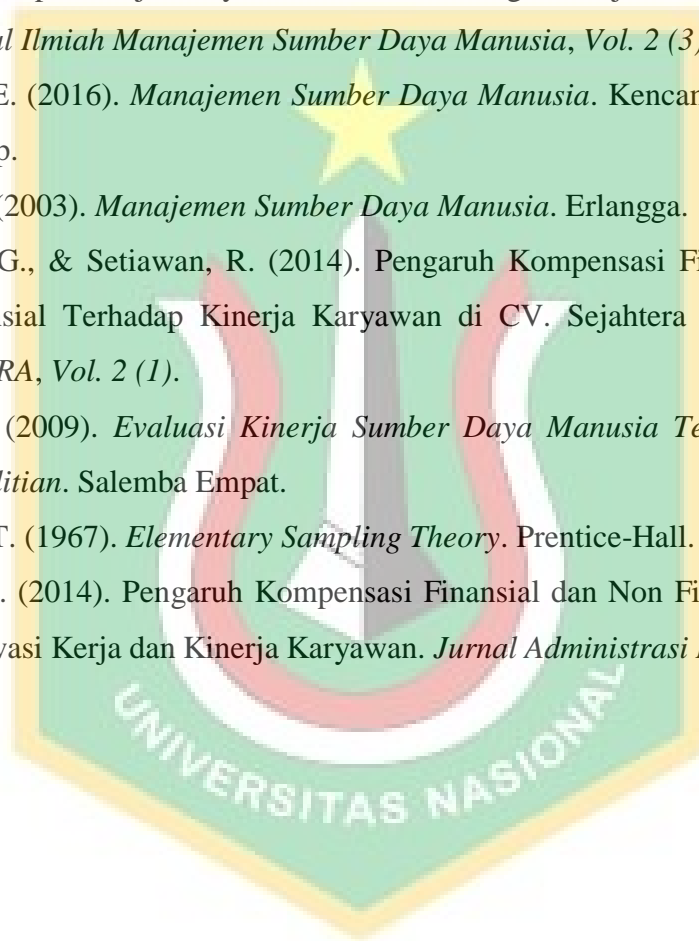 l Ilmiah Manajemen Sumber Daya Manusia, Vol. 2 (3)
E. (2016). Manajemen Sumber Daya Manusia. Kencan
p.
(2003). Manajemen Sumber Daya Manusia. Erlangga.
G., & Setiawan, R. (2014). Pengaruh Kompensasi Fi
sial Terhadap Kinerja Karyawan di CV. Sejahtera
RA, Vol. 2 (1).
(2009). Evaluasi Kinerja Sumber Daya Manusia Te
litian. Salemba Empat.
T. (1967). Elementary Sampling Theory. Prentice-Hall.
. (2014). Pengaruh Kompensasi Finansial dan Non Fi
vasi Kerja dan Kinerja Karyawan. Jurnal Administrasi
UNIVERSITAS NASIONAL